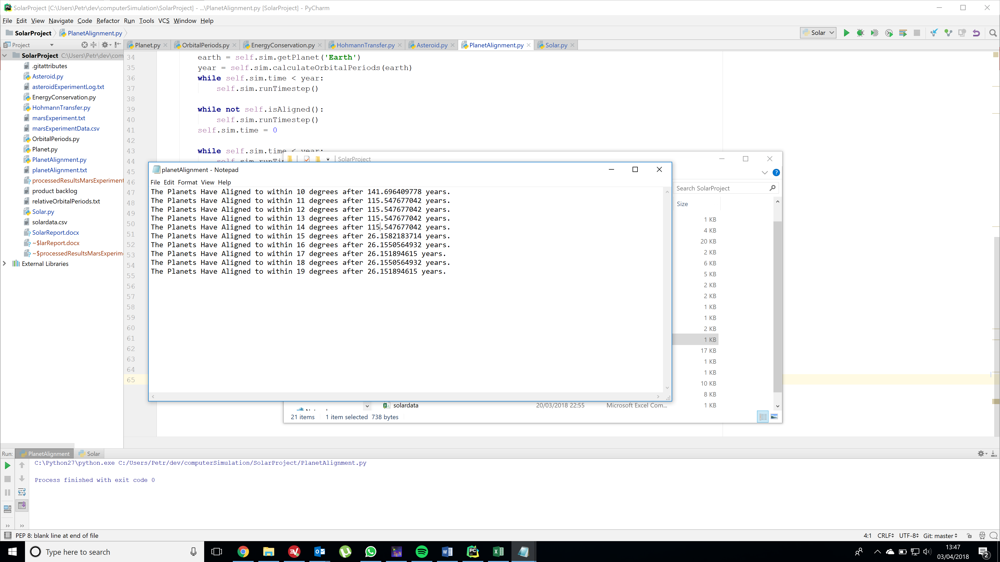 SolarProject [C:\Users\Petr\dev\computerSimulation\SolarProject] - ...\PlanetAlignment.py [SolarProject] - PyCharm
File Edit View Navigate Code Refactor Run Tools VCS Window Help
SolarProject PlanetAlignment.py
Solar
Project
Planet.py OrbitalPeriods.py EnergyConservation.py HohmannTransfer.py Asteroid.py PlanetAlignment.py Solar.py
SolarProject C:\Users\Petr\dev\com
.gitattributes
Asteroid.py
asteroidExperimentLog.txt
EnergyConservation.py
HohmannTransfer.py
marsExperiment.txt
marsExperimentData.csv
OrbitalPeriods.py
Planet.py
PlanetAlignment.py
planetAlignment.txt
processedResultsMarsExperiment
product backlog
relativeOrbitalPeriods.txt
Solar.py
solardata.csv
SolarReport.docx
~$larReport.docx
~$processedResultsMarsExperim
External Libraries
34 earth = self.sim.getPlanet('Earth')
35 year = self.sim.calculateOrbitalPeriods(earth)
36 while self.sim.time < year:
37 self.sim.runTimestep()
38
39 while not self.isAligned():
40 self.sim.runTimestep()
41 self.sim.time = 0
42
43 while self.sim.time < year:
44 self.sim.runTi
45
46
47
48
49
50
51
52
53
54
55
56
57
58
59
60
61
62
63
64
65
SolarProject
planetAlignment - Notepad
File Edit Format View Help
The Planets Have Aligned to within 10 degrees after 141.696409778 years.
The Planets Have Aligned to within 11 degrees after 115.547677042 years.
The Planets Have Aligned to within 12 degrees after 115.547677042 years.
The Planets Have Aligned to within 13 degrees after 115.547677042 years.
The Planets Have Aligned to within 14 degrees after 115.547677042 years.
The Planets Have Aligned to within 15 degrees after 26.1582183714 years.
The Planets Have Aligned to within 16 degrees after 26.1550564932 years.
The Planets Have Aligned to within 17 degrees after 26.151894615 years.
The Planets Have Aligned to within 18 degrees after 26.1550564932 years.
The Planets Have Aligned to within 19 degrees after 26.151894615 years.
Search SolarProject
Size
1 KB
4 KB
20 KB
2 KB
6 KB
5 KB
2 KB
2 KB
1 KB
1 KB
2 KB
1 KB
17 KB
1 KB
1 KB
10 KB
8 KB
solardata 20/03/2018 22:55 Microsoft Excel Com... 1 KB
21 items 1 item selected 738 bytes
Run: PlanetAlignment Solar
C:\Python27\python.exe C:/Users/Petr/dev/computerSimulation/SolarProject/PlanetAlignment.py
Process finished with exit code 0
PEP 8: blank line at end of file
4:1 CRLF UTF-8 Git: master
Type here to search
13:47
03/04/2018
2